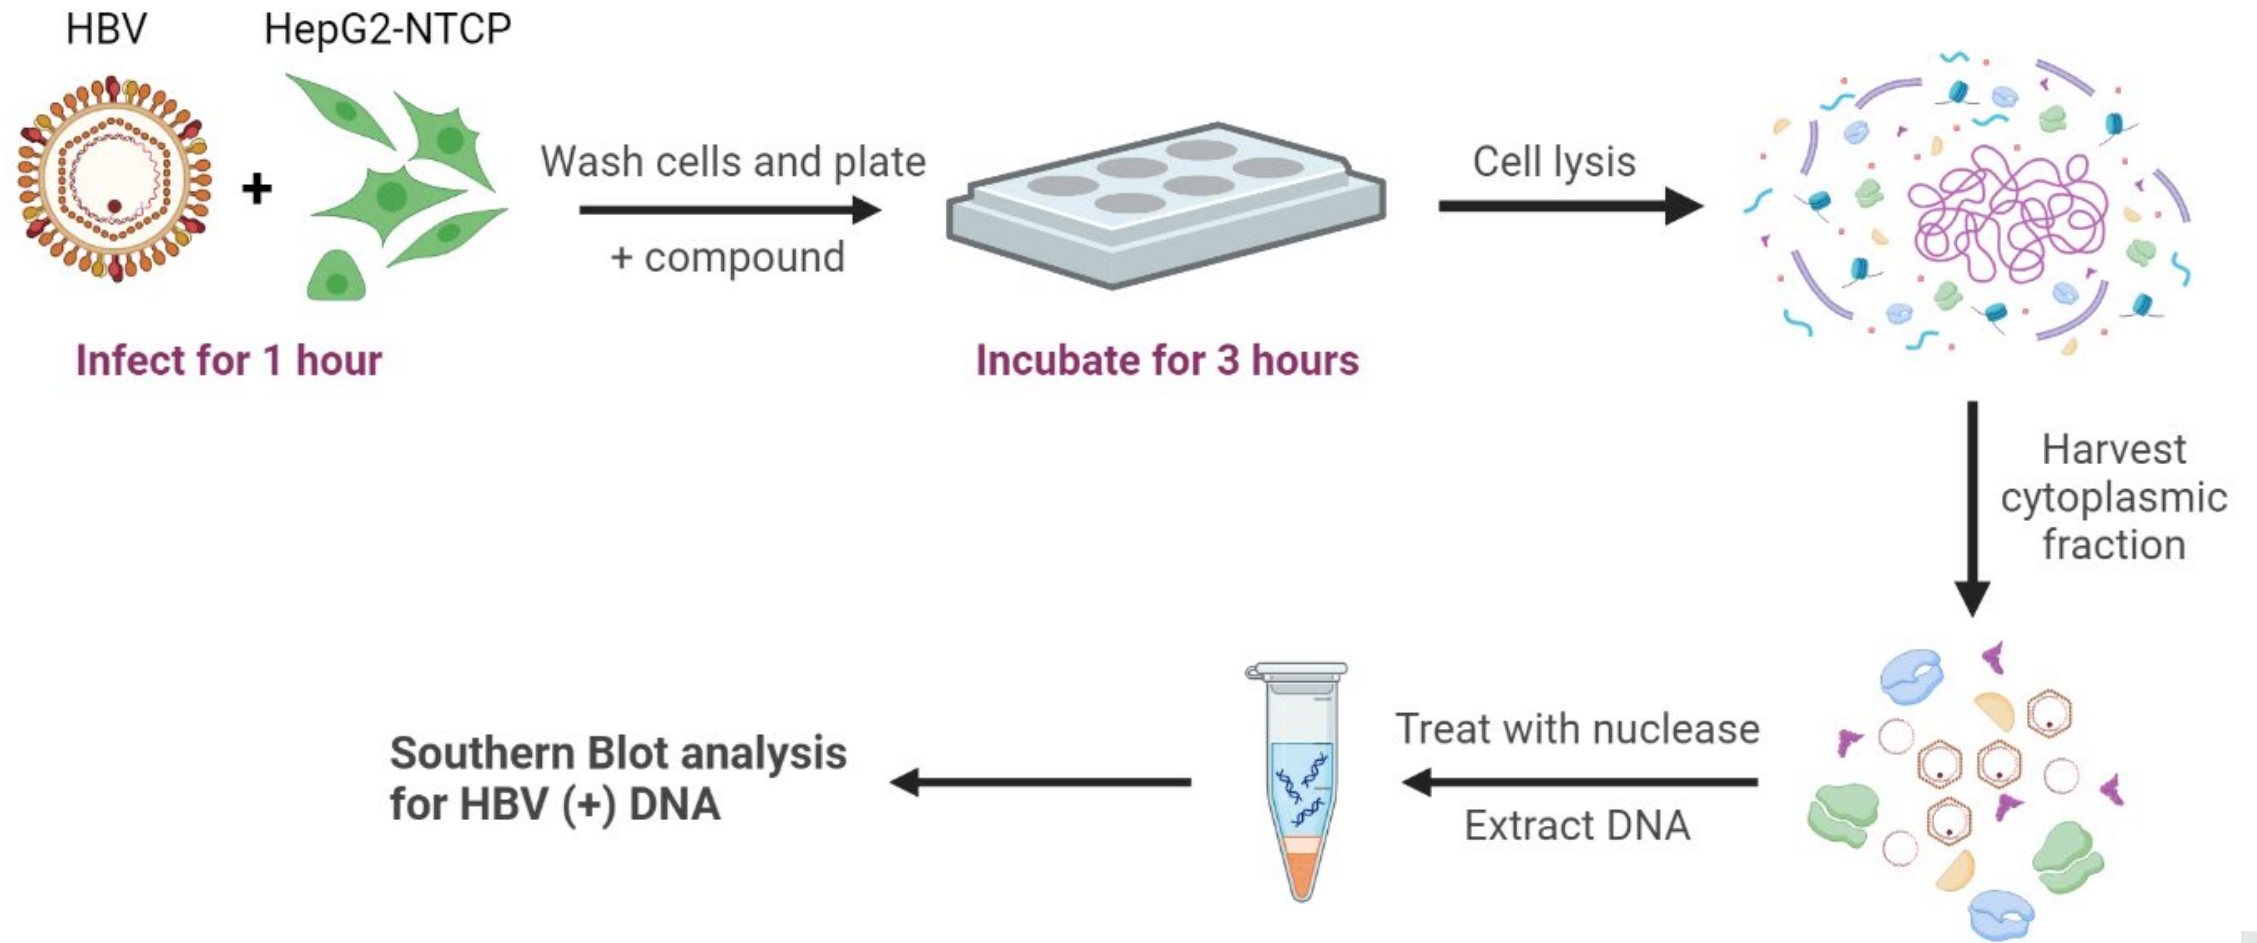 HBV
HepG2-NTCP
+
Infect for 1 hour
Wash cells and plate
+ compound
Incubate for 3 hours
Cell lysis
Harvest
cytoplasmic
fraction
Treat with nuclease
Extract DNA
Southern Blot analysis
for HBV (+) DNA